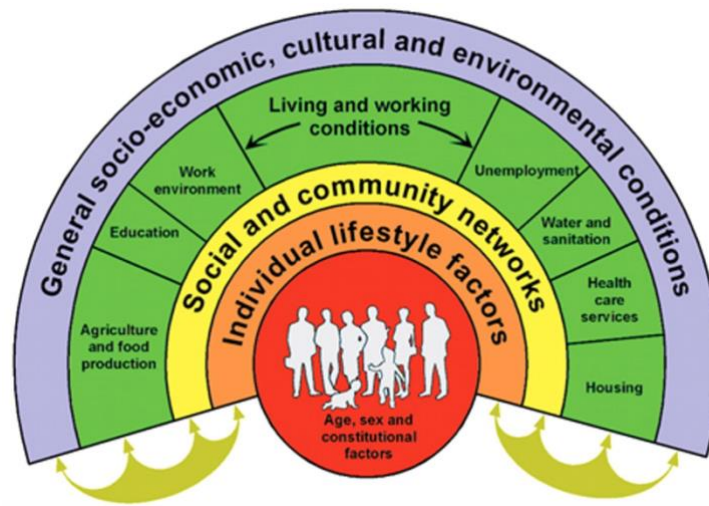 General socio-economic, cultural and environmental conditions
Living and working
conditions
Work
environment
Unemployment
Education
Water and
sanitation
Agriculture
and food
production
Health
care
services
Housing
Social and community networks
Individual lifestyle factors
Age, sex and
constitutional
factors